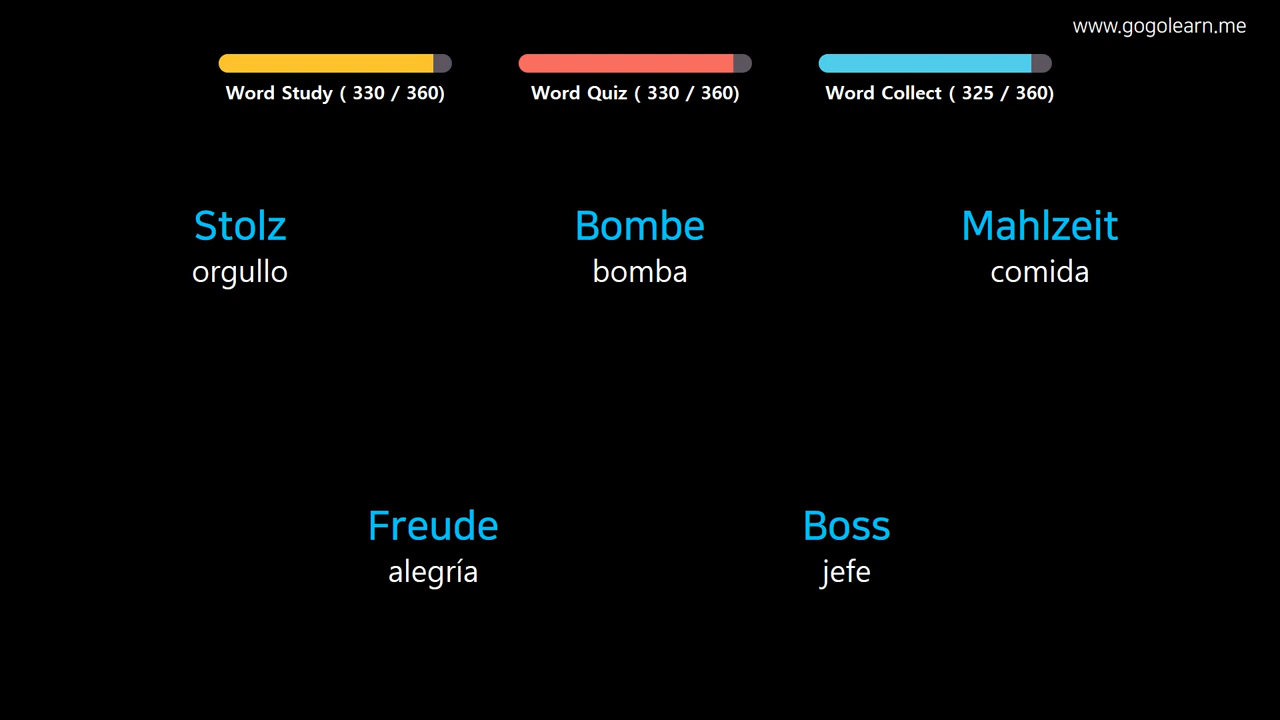 www.gogolearn.me
Word Study ( 330 / 360)
Word Quiz ( 330 / 360)
Word Collect ( 325 / 360)
Stolz
orgullo
Bombe
bomba
Mahlzeit
comida
Freude
alegría
Boss
jefe